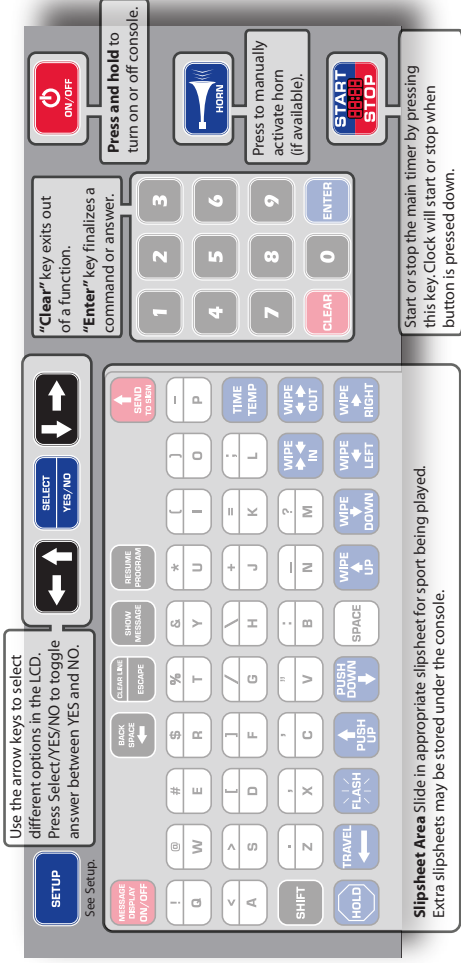 SETUP
See Setup.
Use the arrow keys to select
different options in the LCD.
Press Select/YES/NO to toggle
answer between YES and NO.
SELECT
YES/NO
"Clear" key exits out
of a function.
"Enter" key finalizes a
command or answer.
ON/OFF
Press and hold to
turn on or off console.
MESSAGE
DISPLAY
ON/OFF
BACK
SPACE
CLEAR LINE
ESCAPE
SHOW
MESSAGE
RESUME
PROGRAM
SEND
TO SIGN
! @ # $ % & * ( ) –
Q W E R T Y U I O P
< > [ ] / \ + = ;
A S D F G H J K L
TIME
TEMP
SHIFT
. , ' " : — ?
Z X C V B N M
WIPE
IN
WIPE
OUT
HOLD
TRAVEL
FLASH
PUSH
UP
PUSH
DOWN
SPACE
WIPE
UP
WIPE
DOWN
WIPE
LEFT
WIPE
RIGHT
Slipsheet Area Slide in appropriate slipsheet for sport being played.
Extra slipsheets may be stored under the console.
1 2 3
4 5 6
7 8 9
CLEAR 0 ENTER
HORN
Press to manually
activate horn
(if available).
START
88:88
STOP
Start or stop the main timer by pressing
this key. Clock will start or stop when
button is pressed down.